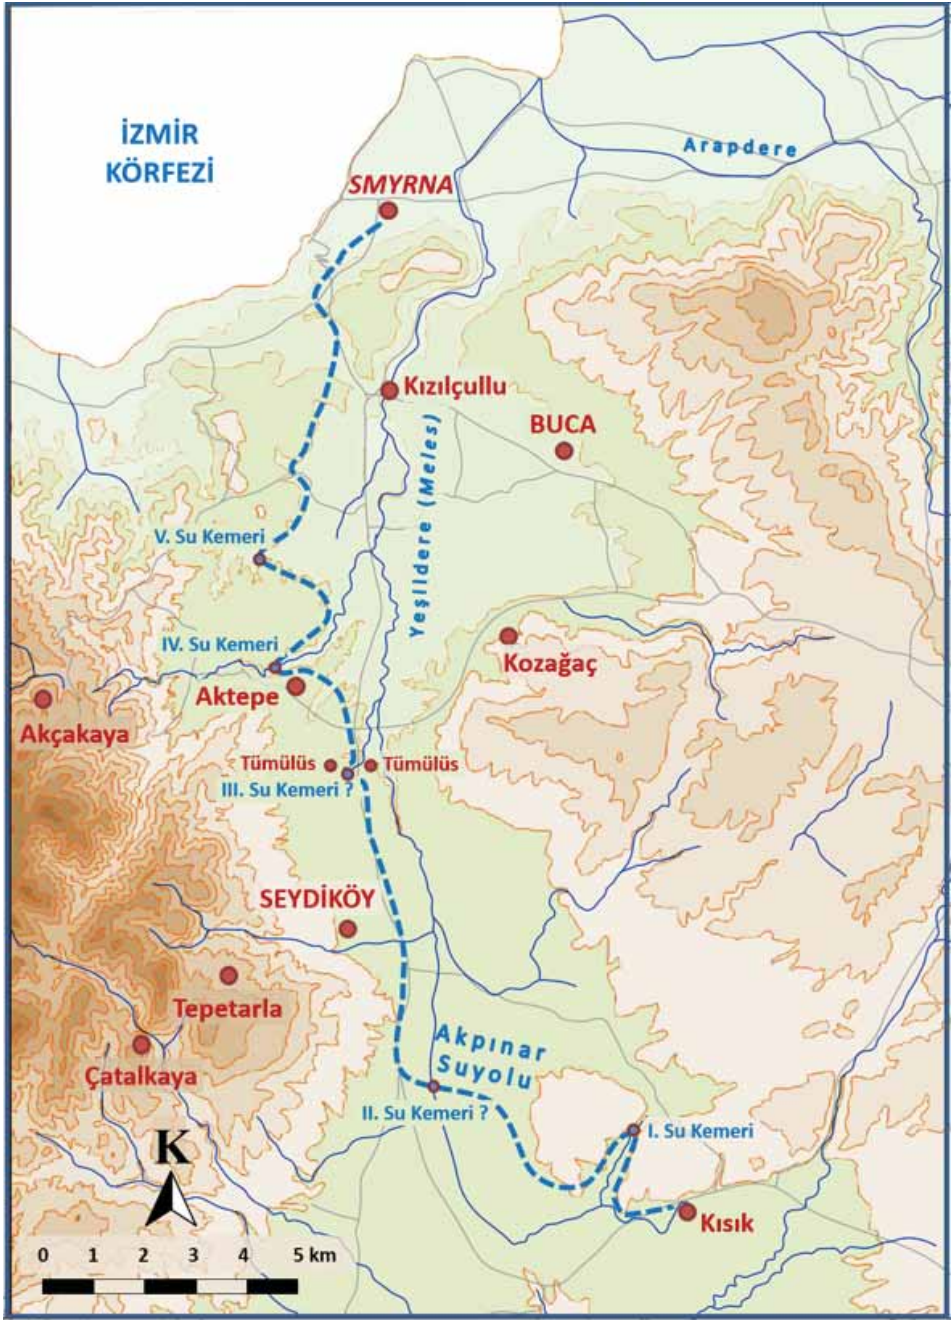 İZMİR
KÖRFEZİ
Arapdere
SMYRNA
Kızılçullu
BUCA
Yeşildere (Meles)
V. Su Kemeri
IV. Su Kemeri
Kozağaç
Aktepe
Akçakaya
Tümülüs
Tümülüs
III. Su Kemeri ?
SEYDİKÖY
Tepetarla
Akpınar
Suyolu
Çatalkaya
II. Su Kemeri ?
I. Su Kemeri
K
Kısık
0 1 2 3 4 5 km